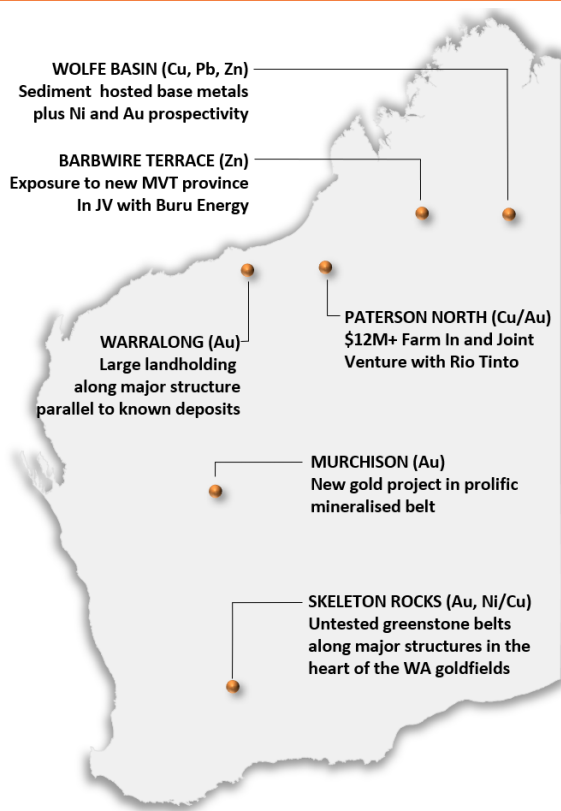 WOLFE BASIN (Cu, Pb, Zn)
Sediment hosted base metals
plus Ni and Au prospectivity
BARBWIRE TERRACE (Zn)
Exposure to new MVT province
In JV with Buru Energy
PATERSON NORTH (Cu/Au)
$12M+ Farm In and Joint
Venture with Rio Tinto
WARRALONG (Au)
Large landholding
along major structure
parallel to known deposits
MURCHISON (Au)
New gold project in prolific
mineralised belt
SKELETON ROCKS (Au, Ni/Cu)
Untested greenstone belts
along major structures in the
heart of the WA goldfields